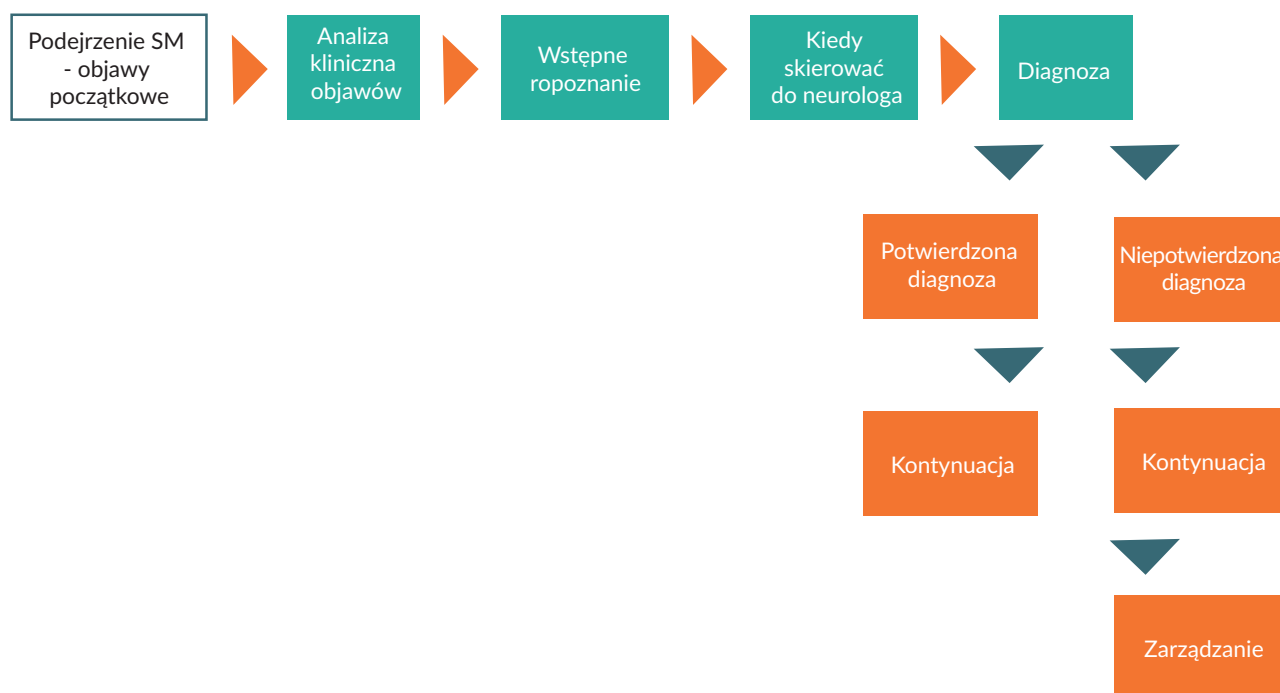 Podejrzenie SM
- objawy
początkowe
Analiza
kliniczna
objawów
Wstępne
ropoznanie
Kiedy
skierować
do neurologa
Diagnoza
Potwierdzona
diagnoza
Niepotwierdzona
diagnoza
Kontynuacja
Kontynuacja
Zarządzanie